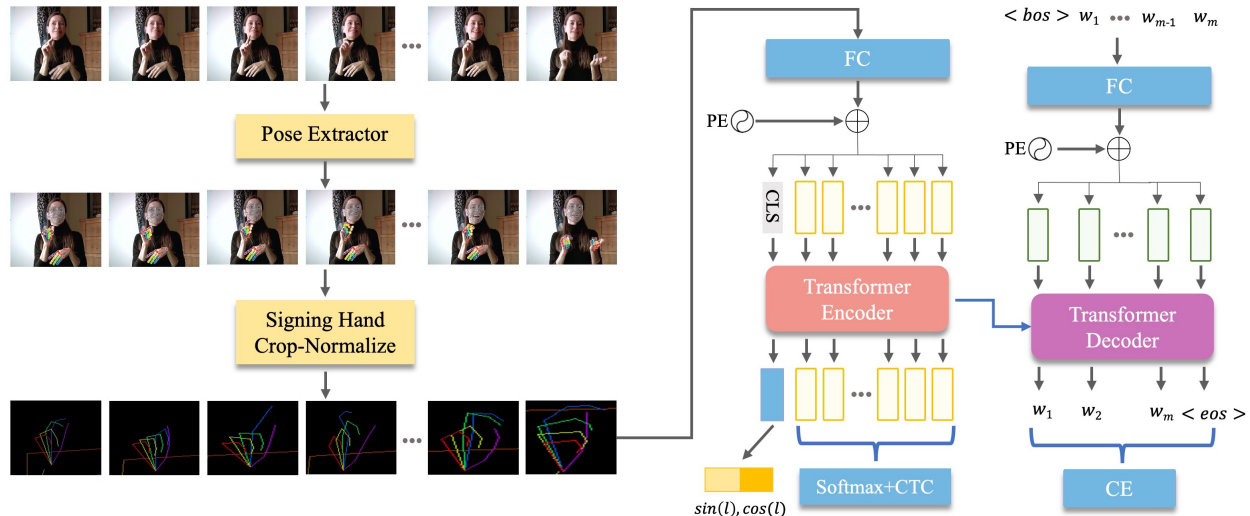 Pose Extractor
Signing Hand
Crop-Normalize
FC
PE
CLS
Transformer
Encoder
sin(l), cos(l)
Softmax+CTC
< bos > w₁ ••• wₘ₋₁ wₘ
FC
PE
Transformer
Decoder
w₁ w₂ wₘ < eos >
CE